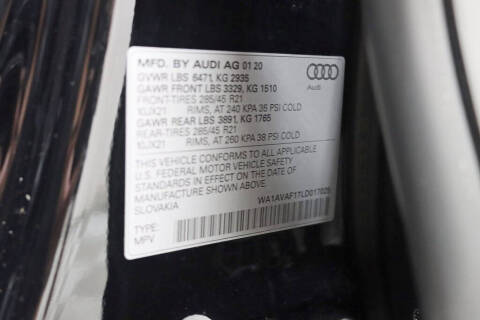 MFD. BY AUDI AG 01 20
GVWR LBS 6471, KG 2935
GAWR FRONT LBS 3329, KG 1510
FRONT-TIRES 285/45 R21
10JX21 RIMS, AT 240 KPA 35 PSI COLD
GAWR REAR LBS 3891, KG 1765
REAR-TIRES 285/45 R21
10JX21 RIMS, AT 260 KPA 38 PSI COLD
Audi
THIS VEHICLE CONFORMS TO ALL APPLICABLE
U.S. FEDERAL MOTOR VEHICLE SAFETY
STANDARDS IN EFFECT ON THE DATE OF
MANUFACTURE SHOWN ABOVE.
SLOVAKIA
WA1AVAF17LD017025
TYPE:
MPV